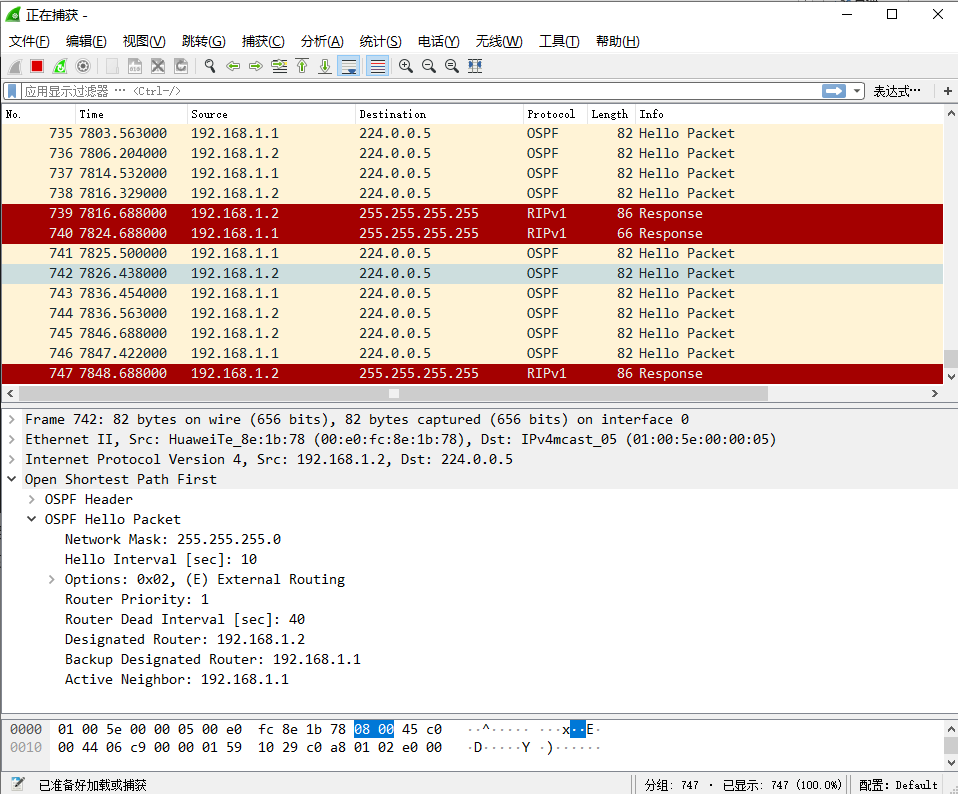 正在捕获 -
文件(F) 编辑(E) 视图(V) 跳转(G) 捕获(C) 分析(A) 统计(S) 电话(Y) 无线(W) 工具(T) 帮助(H)
应用显示过滤器 … <Ctrl-/> 表达式… +
No. Time Source Destination Protocol Length Info
735 7803.563000 192.168.1.1 224.0.0.5 OSPF 82 Hello Packet
736 7806.204000 192.168.1.2 224.0.0.5 OSPF 82 Hello Packet
737 7814.532000 192.168.1.1 224.0.0.5 OSPF 82 Hello Packet
738 7816.329000 192.168.1.2 224.0.0.5 OSPF 82 Hello Packet
739 7816.688000 192.168.1.2 255.255.255.255 RIPv1 86 Response
740 7824.688000 192.168.1.1 255.255.255.255 RIPv1 66 Response
741 7825.500000 192.168.1.1 224.0.0.5 OSPF 82 Hello Packet
742 7826.438000 192.168.1.2 224.0.0.5 OSPF 82 Hello Packet
743 7836.454000 192.168.1.1 224.0.0.5 OSPF 82 Hello Packet
744 7836.563000 192.168.1.2 224.0.0.5 OSPF 82 Hello Packet
745 7846.688000 192.168.1.2 224.0.0.5 OSPF 82 Hello Packet
746 7847.422000 192.168.1.1 224.0.0.5 OSPF 82 Hello Packet
747 7848.688000 192.168.1.2 255.255.255.255 RIPv1 86 Response
Frame 742: 82 bytes on wire (656 bits), 82 bytes captured (656 bits) on interface 0
Ethernet II, Src: HuaweiTe_8e:1b:78 (00:e0:fc:8e:1b:78), Dst: IPv4mcast_05 (01:00:5e:00:00:05)
Internet Protocol Version 4, Src: 192.168.1.2, Dst: 224.0.0.5
Open Shortest Path First
OSPF Header
OSPF Hello Packet
Network Mask: 255.255.255.0
Hello Interval [sec]: 10
Options: 0x02, (E) External Routing
Router Priority: 1
Router Dead Interval [sec]: 40
Designated Router: 192.168.1.2
Backup Designated Router: 192.168.1.1
Active Neighbor: 192.168.1.1
0000 01 00 5e 00 00 05 00 e0 fc 8e 1b 78 08 00 45 c0 ··^····· ···x··E·
0010 00 44 06 c9 00 00 01 59 10 29 c0 a8 01 02 e0 00 ·D·····Y ·)······
已准备好加载或捕获 分组: 747 · 已显示: 747 (100.0%) 配置: Default